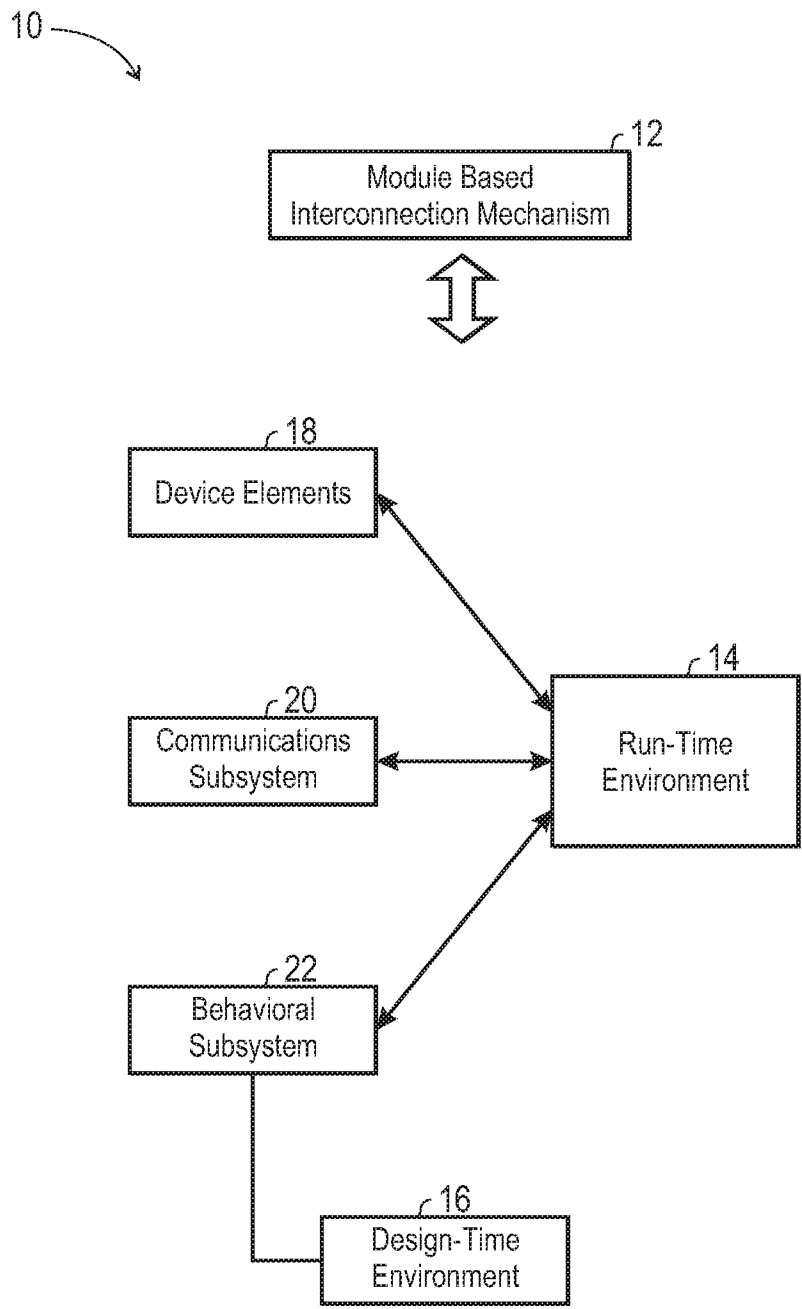 10
12
Module Based
Interconnection Mechanism
18
Device Elements
14
Run-Time
Environment
20
Communications
Subsystem
22
Behavioral
Subsystem
16
Design-Time
Environment